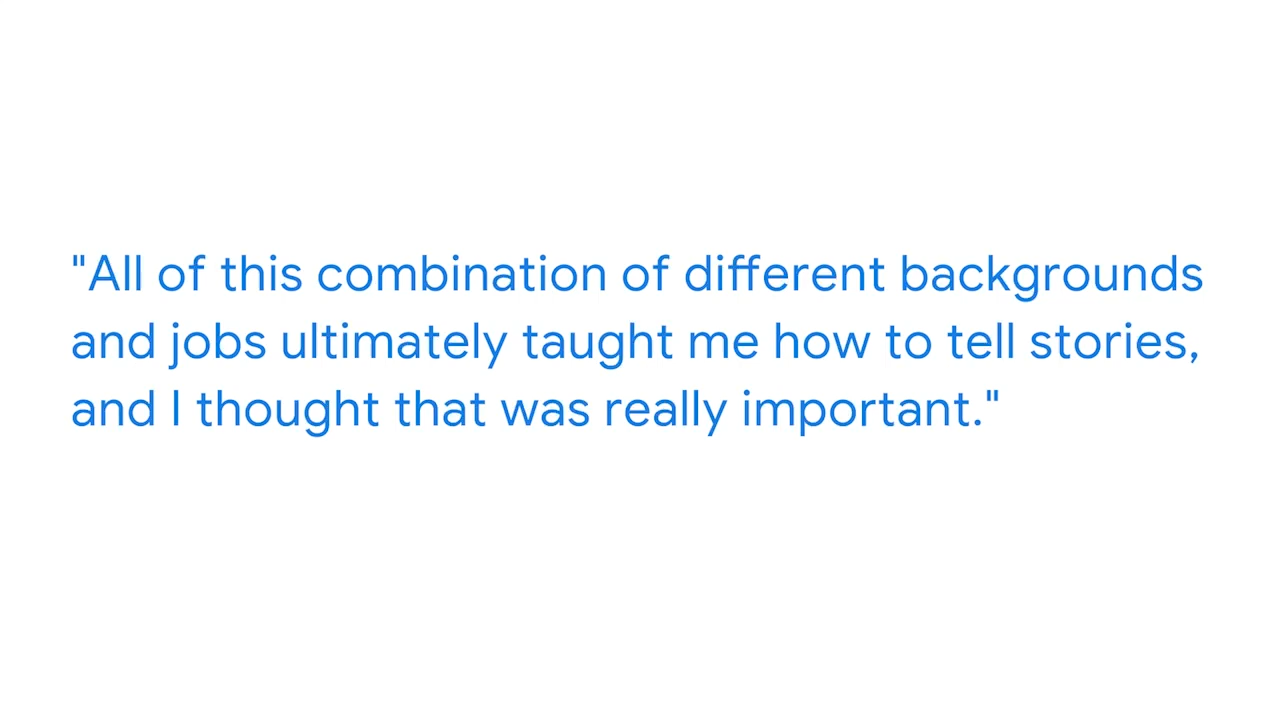 "All of this combination of different backgrounds
and jobs ultimately taught me how to tell stories,
and I thought that was really important."